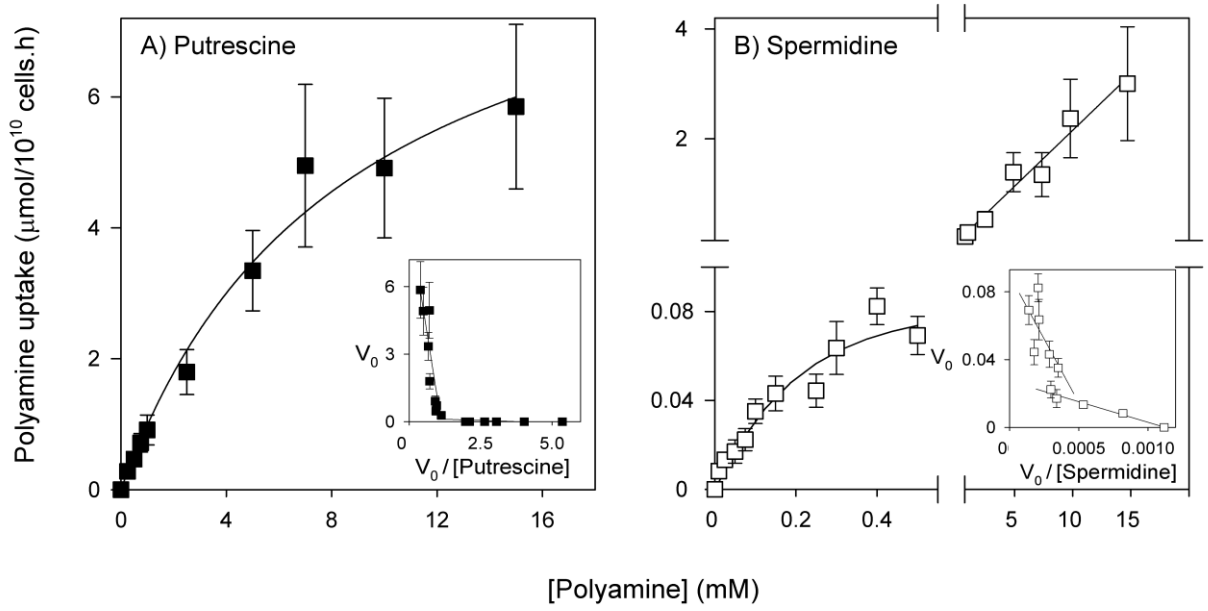 Polyamine uptake (μmol/10¹⁰ cells.h)
A) Putrescine
6
4
2
0
0 4 8 12 16
V₀
6
3
0
0 2.5 5.0
V₀ / [Putrescine]
B) Spermidine
4
2
0.08
0.04
0
0 0.2 0.4 5 10 15
V₀
0.08
0.04
0
0 0.0005 0.0010
V₀ / [Spermidine]
[Polyamine] (mM)